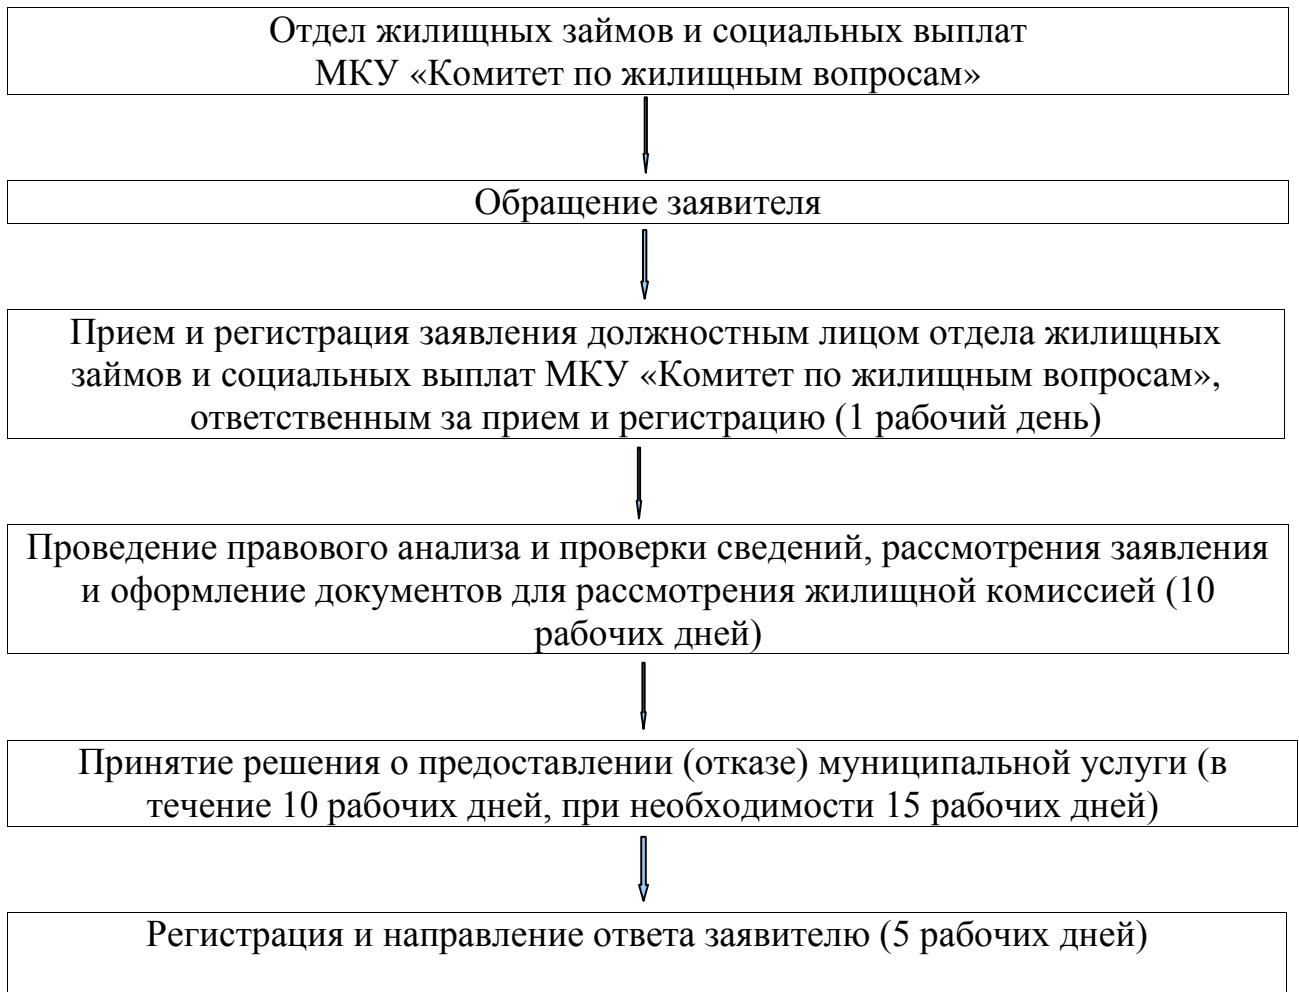 Отдел жилищных займов и социальных выплат
МКУ «Комитет по жилищным вопросам»
Обращение заявителя
Прием и регистрация заявления должностным лицом отдела жилищных
займов и социальных выплат МКУ «Комитет по жилищным вопросам»,
ответственным за прием и регистрацию (1 рабочий день)
Проведение правового анализа и проверки сведений, рассмотрения заявления
и оформление документов для рассмотрения жилищной комиссией (10
рабочих дней)
Принятие решения о предоставлении (отказе) муниципальной услуги (в
течение 10 рабочих дней, при необходимости 15 рабочих дней)
Регистрация и направление ответа заявителю (5 рабочих дней)